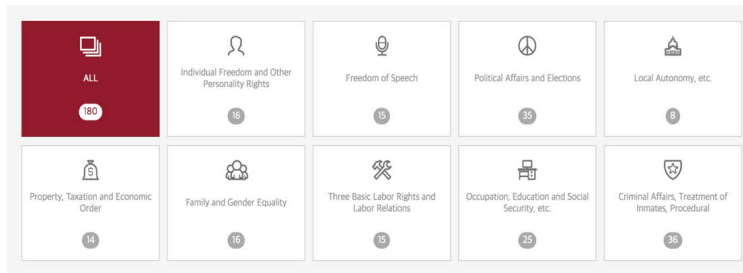 ALL
180
Individual Freedom and Other
Personality Rights
16
Freedom of Speech
15
Political Affairs and Elections
35
Local Autonomy, etc.
8
Property, Taxation and Economic
Order
14
Family and Gender Equality
16
Three Basic Labor Rights and
Labor Relations
15
Occupation, Education and Social
Security, etc.
25
Criminal Affairs, Treatment of
Inmates, Procedural
36